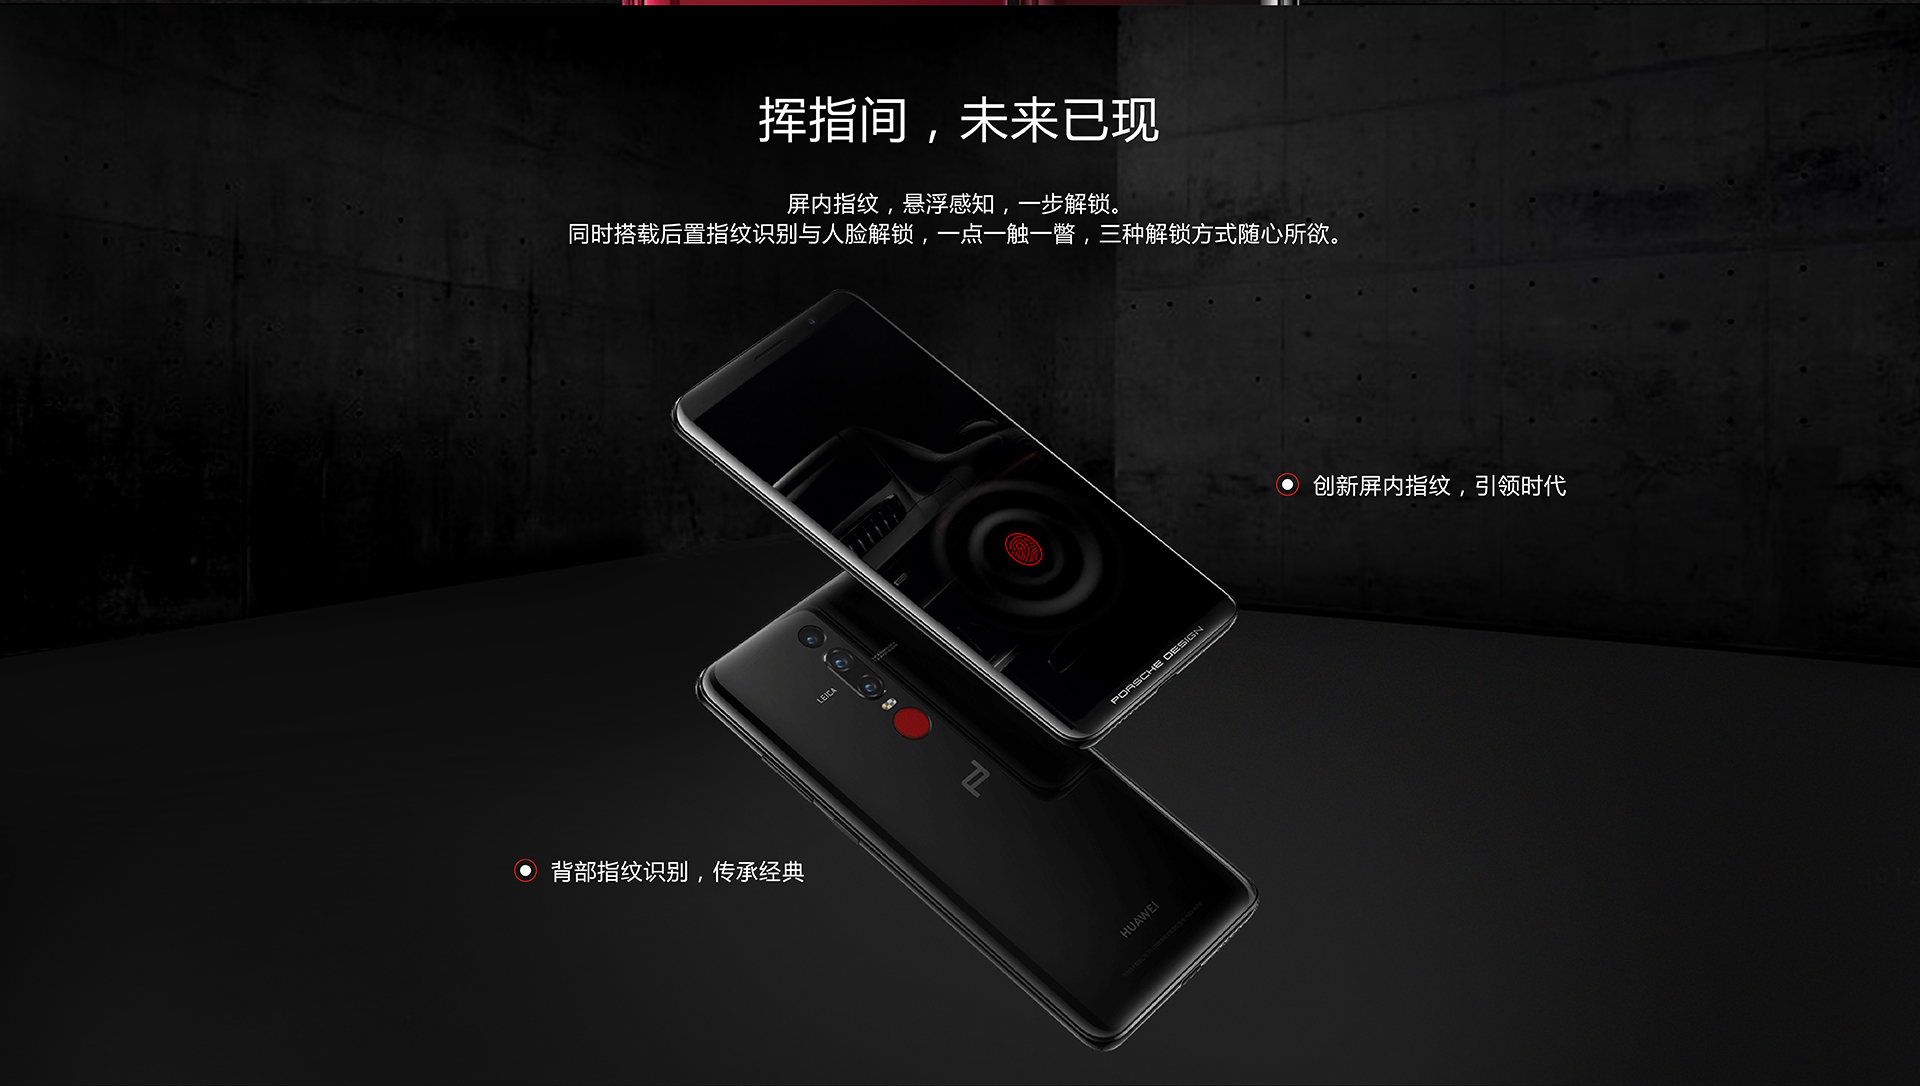 挥指间，未来已现
屏内指纹，悬浮感知，一步解锁。
同时搭载后置指纹识别与人脸解锁，一点一触一瞥，三种解锁方式随心所欲。
创新屏内指纹，引领时代
PORSCHE DESIGN
LEICA
背部指纹识别，传承经典
HUAWEI